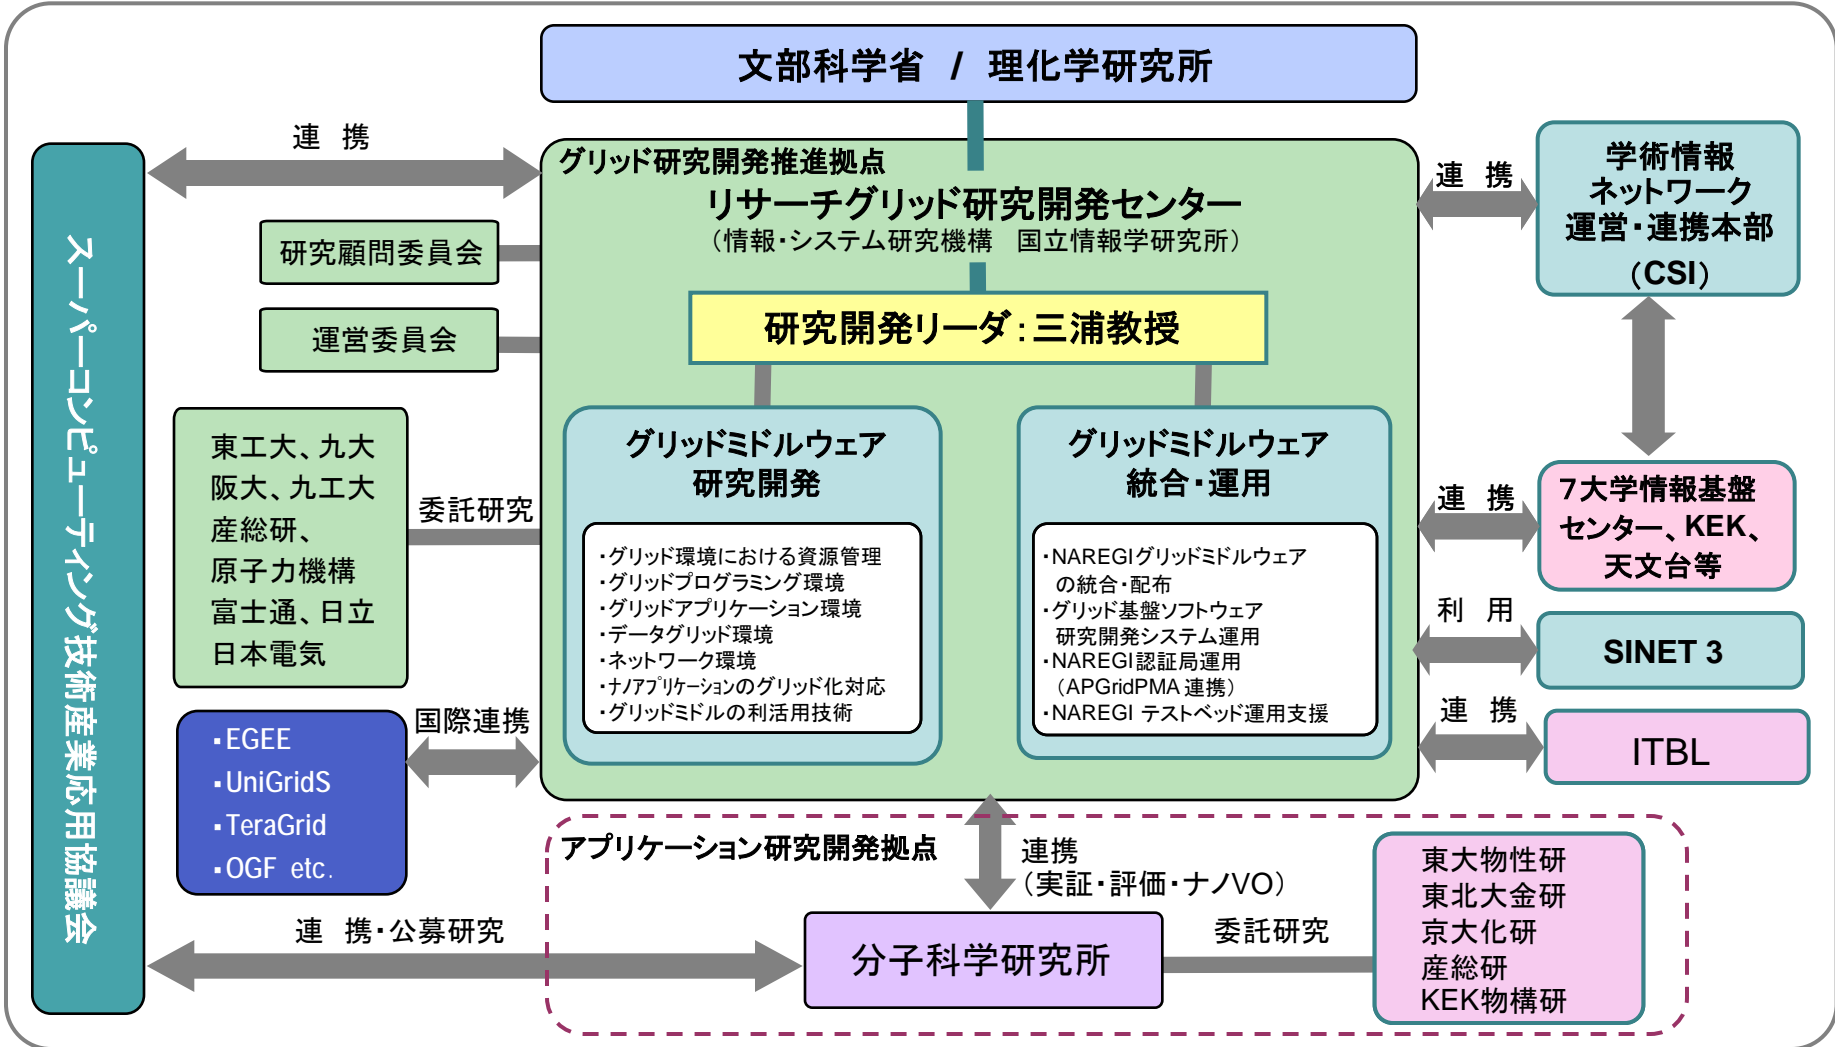 文部科学省 / 理化学研究所
連 携
グリッド研究開発推進拠点
リサーチグリッド研究開発センター
（情報・システム研究機構 国立情報学研究所）
研究顧問委員会
運営委員会
研究開発リーダ：三浦教授
スーパーコンピューティング技術産業応用協議会
東工大、九大
阪大、九工大
産総研、
原子力機構
富士通、日立
日本電気
委託研究
グリッドミドルウェア
研究開発
・グリッド環境における資源管理
・グリッドプログラミング環境
・グリッドアプリケーション環境
・データグリッド環境
・ネットワーク環境
・ナノアプリケーションのグリッド化対応
・グリッドミドルの利活用技術
グリッドミドルウェア
統合・運用
・NAREGIグリッドミドルウェア
の統合・配布
・グリッド基盤ソフトウェア
研究開発システム運用
・NAREGI認証局運用
（APGridPMA 連携）
・NAREGI テストベッド運用支援
連 携
学術情報
ネットワーク
運営・連携本部
（CSI）
連 携
７大学情報基盤
センター、KEK、
天文台等
利 用
SINET 3
連 携
ITBL
国際連携
▪EGEE
▪UniGridS
▪TeraGrid
▪OGF etc.
アプリケーション研究開発拠点
連携
（実証・評価・ナノVO）
連 携・公募研究
分子科学研究所
委託研究
東大物性研
東北大金研
京大化研
産総研
KEK物構研